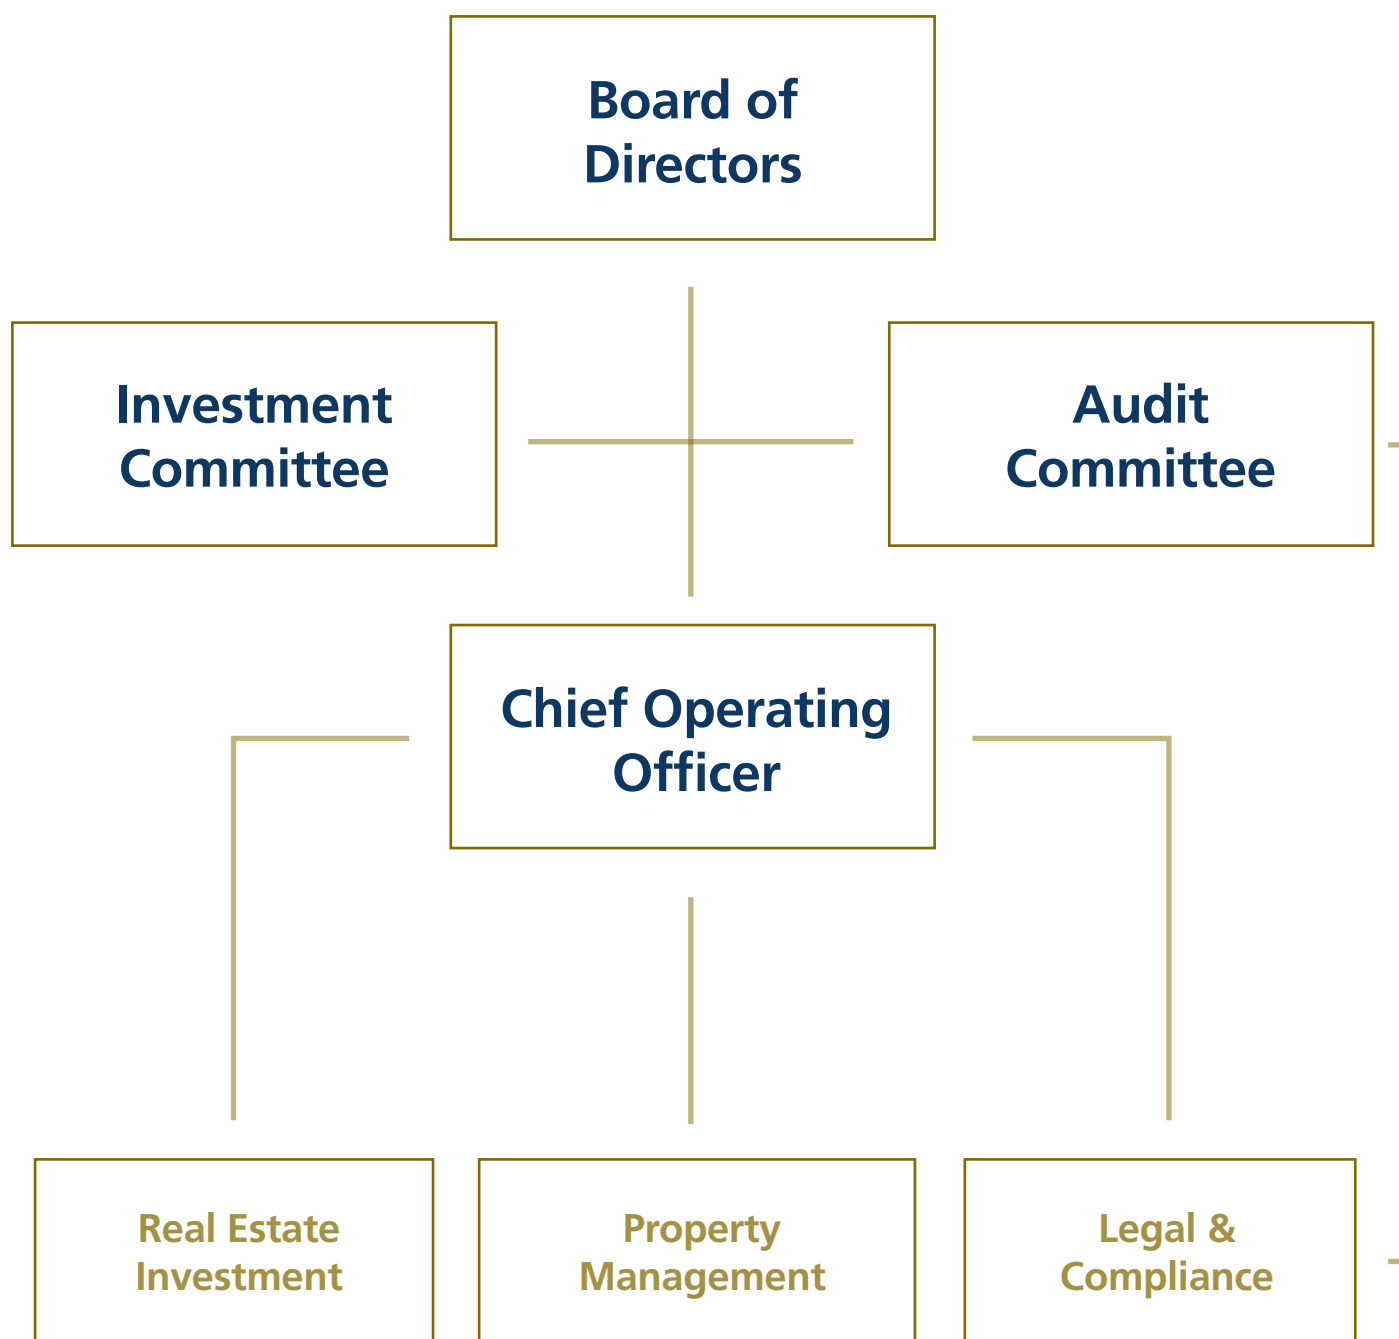 Board of
Directors
Investment
Committee
Audit
Committee
Chief Operating
Officer
Real Estate
Investment
Property
Management
Legal &
Compliance